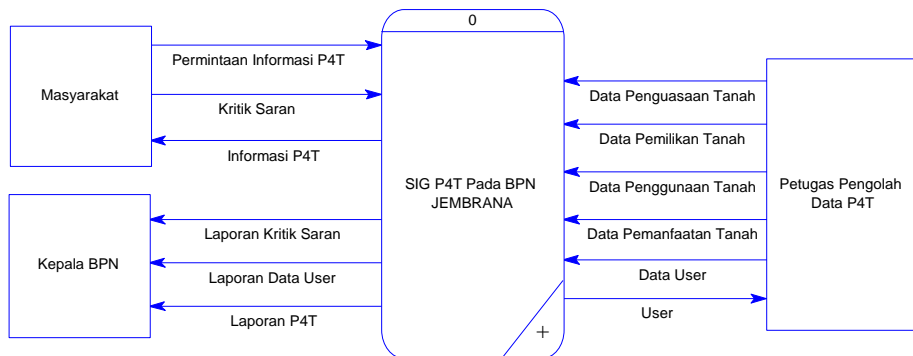 0
Masyarakat
Permintaan Informasi P4T
Kritik Saran
Informasi P4T
Kepala BPN
Laporan Kritik Saran
Laporan Data User
Laporan P4T
SIG P4T Pada BPN
JEMBRANA
+
Data Penguasaan Tanah
Data Pemilikan Tanah
Data Penggunaan Tanah
Data Pemanfaatan Tanah
Data User
User
Petugas Pengolah
Data P4T